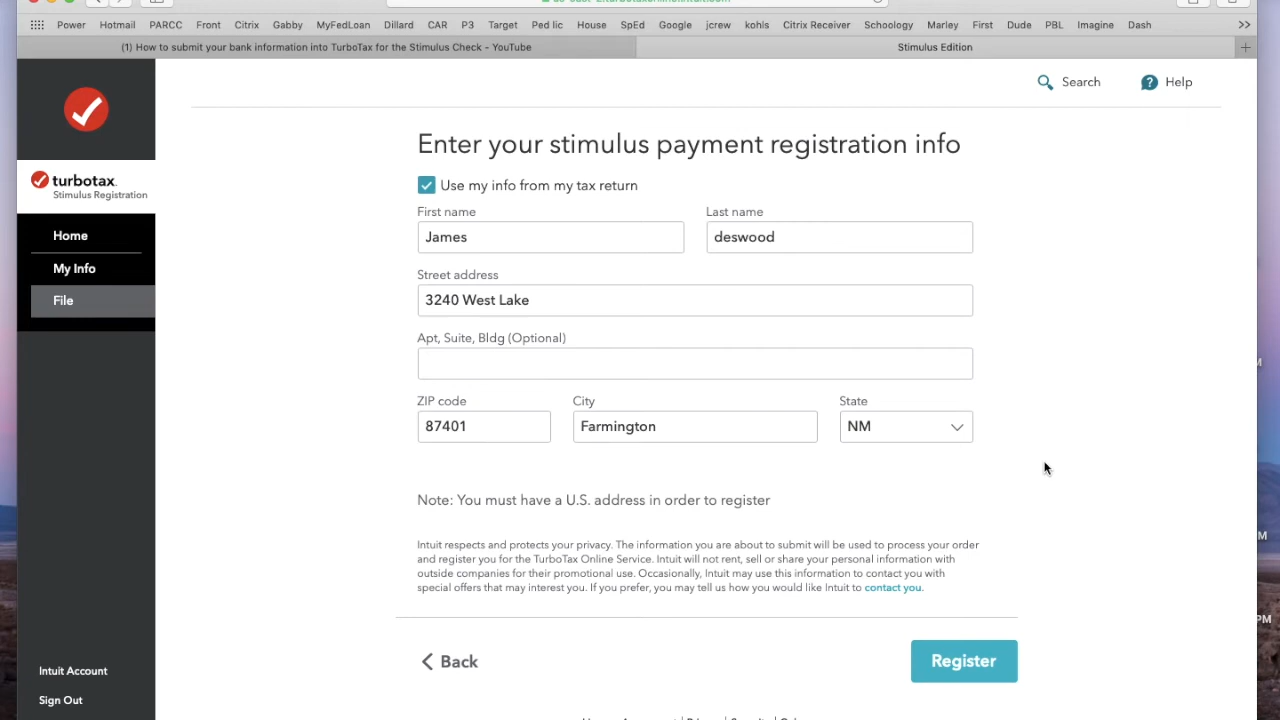 Power Hotmail PARCC Front Citrix Gabby MyFedLoan Dillard CAR P3 Target Ped lic House SpEd Google jcrew kohls Citrix Receiver Schoology Marley First Dude PBL Imagine Dash
(1) How to submit your bank information into TurboTax for the Stimulus Check - YouTube
Stimulus Edition
Search
? Help
Enter your stimulus payment registration info
Use my info from my tax return
turbotax
Stimulus Registration
First name Last name
James deswood
Home
My Info
File
Street address
3240 West Lake
Apt, Suite, Bldg (Optional)
ZIP code City State
87401 Farmington NM
Note: You must have a U.S. address in order to register
Intuit respects and protects your privacy. The information you are about to submit will be used to process your order
and register you for the TurboTax Online Service. Intuit will not rent, sell or share your personal information with
outside companies for their promotional use. Occasionally, Intuit may use this information to contact you with
special offers that may interest you. If you prefer, you may tell us how you would like Intuit to contact you.
Back
Register
Intuit Account
Sign Out
M
M
PM